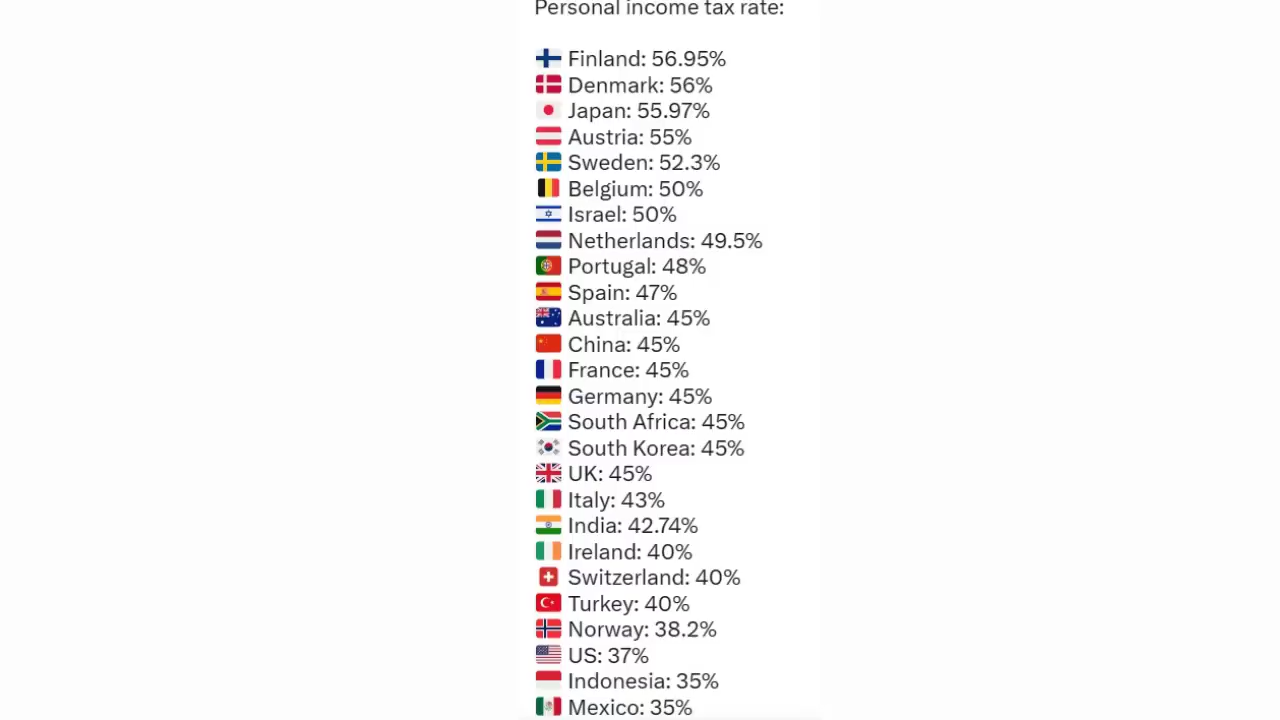 Personal income tax rate:
🇫🇮 Finland: 56.95%
🇩🇰 Denmark: 56%
🇯🇵 Japan: 55.97%
🇦🇹 Austria: 55%
🇸🇪 Sweden: 52.3%
🇧🇪 Belgium: 50%
🇮🇱 Israel: 50%
🇳🇱 Netherlands: 49.5%
🇵🇹 Portugal: 48%
🇪🇸 Spain: 47%
🇦🇺 Australia: 45%
🇨🇳 China: 45%
🇫🇷 France: 45%
🇩🇪 Germany: 45%
🇿🇦 South Africa: 45%
🇰🇷 South Korea: 45%
🇬🇧 UK: 45%
🇮🇹 Italy: 43%
🇮🇳 India: 42.74%
🇮🇪 Ireland: 40%
🇨🇭 Switzerland: 40%
🇹🇷 Turkey: 40%
🇳🇴 Norway: 38.2%
🇺🇸 US: 37%
🇮🇩 Indonesia: 35%
🇲🇽 Mexico: 35%